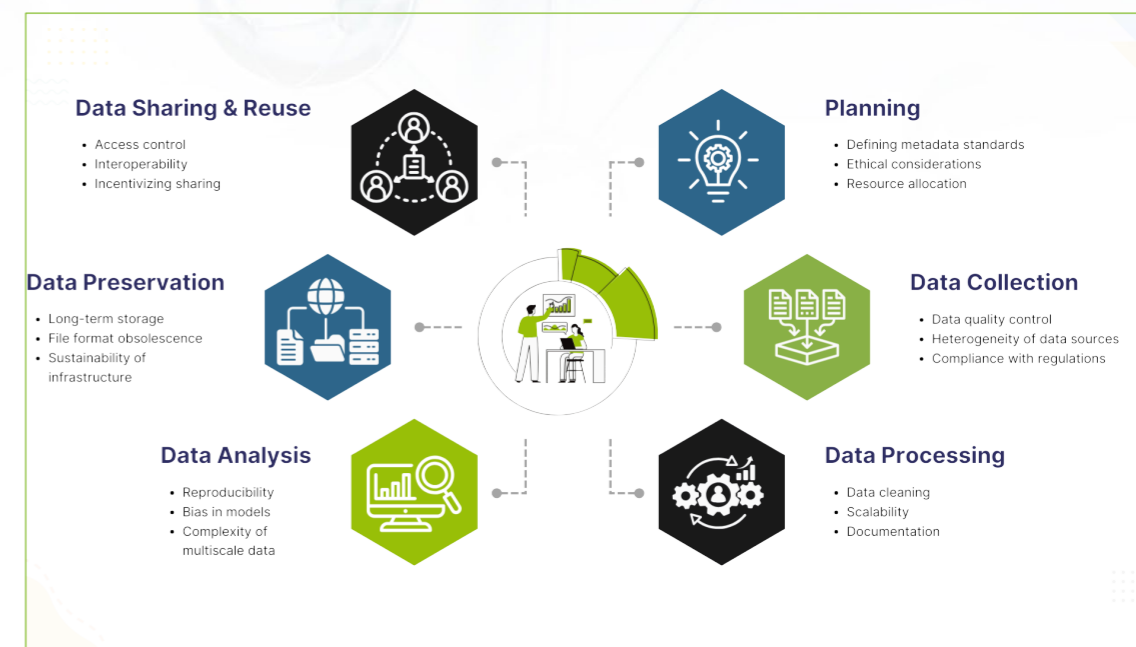 Data Sharing & Reuse
• Access control
• Interoperability
• Incentivizing sharing
Planning
• Defining metadata standards
• Ethical considerations
• Resource allocation
Data Preservation
• Long-term storage
• File format obsolescence
• Sustainability of
infrastructure
Data Collection
• Data quality control
• Heterogeneity of data sources
• Compliance with regulations
Data Analysis
• Reproducibility
• Bias in models
• Complexity of
multiscale data
Data Processing
• Data cleaning
• Scalability
• Documentation